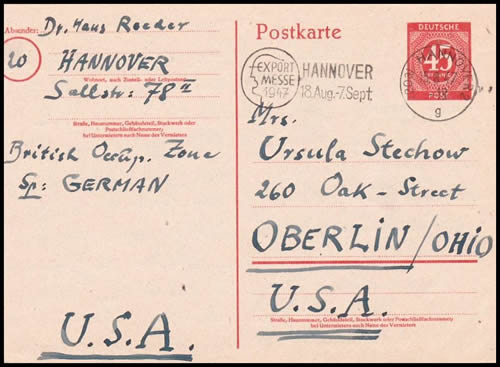 Absender: Dr. Hans Reeder
20 HANNOVER
Wohnort, auch Zustell- oder Leitpostamt
Sallstr: 78 II
Straße, Hausnummer, Gebäudeteil, Stockwerk oder
Postschließfachnummer;
bei Untermietern auch Name des Vermieters
British Occup. Zone
Sp: GERMAN
U.S.A.
Postkarte
DEUTSCHE
45
POST
EXPORT
MESSE
1947
HANNOVER
18.Aug.-7.Sept.
HANNOVER
g
Mrs.
Ursula Stechow
260 Oak-Street
OBERLIN/OHIO
U.S.A.
Straße, Hausnummer, Gebäudeteil, Stockwerk oder Postschließfachnummer;
bei Untermietern auch Name des Vermieters